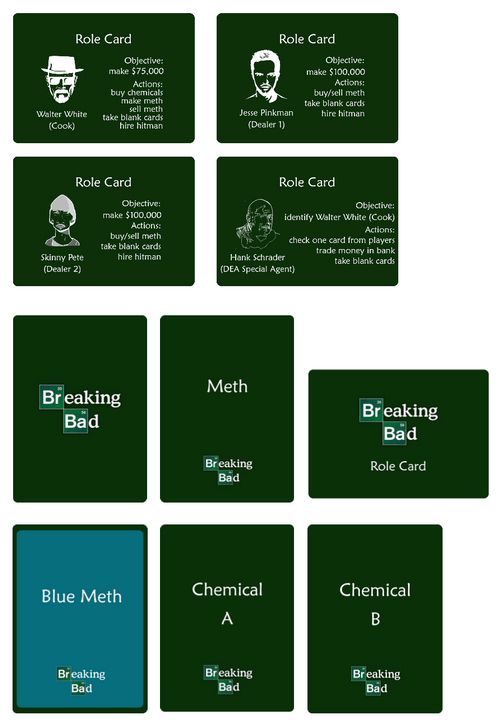 Role Card
Objective:
make $75,000
Actions:
buy chemicals
make meth
sell meth
take blank cards
hire hitman
Walter White
(Cook)
Role Card
Objective:
make $100,000
Actions:
buy/sell meth
take blank cards
hire hitman
Jesse Pinkman
(Dealer 1)
Role Card
Objective:
make $100,000
Actions:
buy/sell meth
take blank cards
hire hitman
Skinny Pete
(Dealer 2)
Role Card
Objective:
identify Walter White (Cook)
Actions:
check one card from players
trade money in bank
take blank cards
Hank Schrader
(DEA Special Agent)
Breaking
Bad
Meth
Breaking
Bad
Breaking
Bad
Role Card
Blue Meth
Breaking
Bad
Chemical
A
Breaking
Bad
Chemical
B
Breaking
Bad